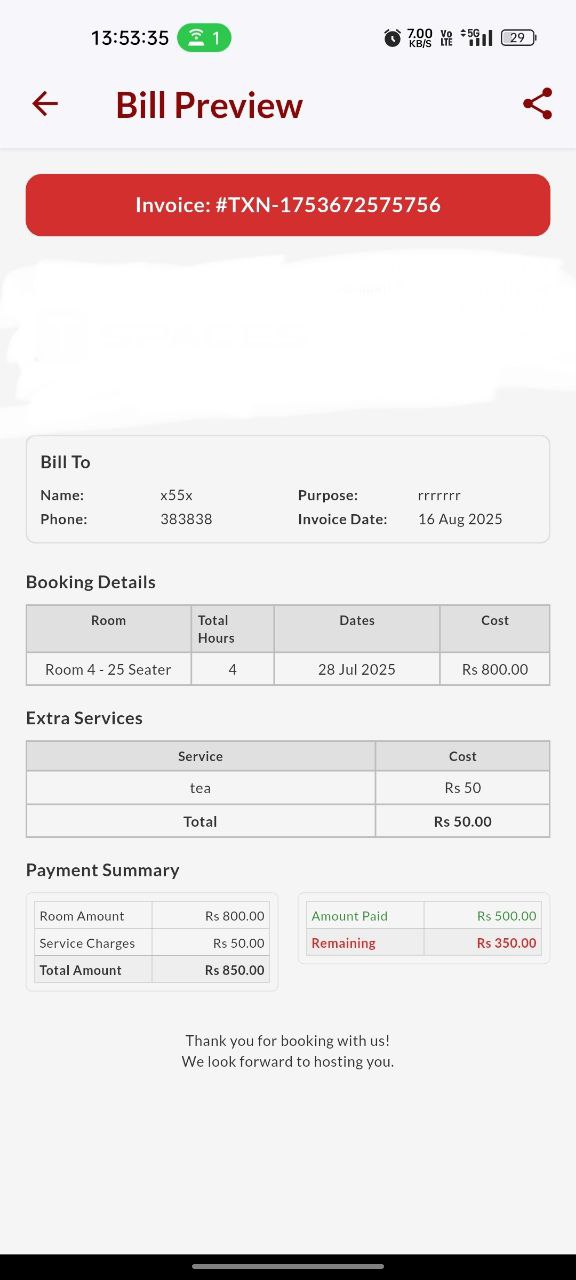 13:53:35 1 7.00 KB/S Vo LTE 5G 29
Bill Preview
Invoice: #TXN-1753672575756
Bill To
Name: x55x Purpose: rrrrrrr
Phone: 383838 Invoice Date: 16 Aug 2025
Booking Details
Room Total Hours Dates Cost
Room 4 - 25 Seater 4 28 Jul 2025 Rs 800.00
Extra Services
Service Cost
tea Rs 50
Total Rs 50.00
Payment Summary
Room Amount Rs 800.00 Amount Paid Rs 500.00
Service Charges Rs 50.00 Remaining Rs 350.00
Total Amount Rs 850.00
Thank you for booking with us!
We look forward to hosting you.